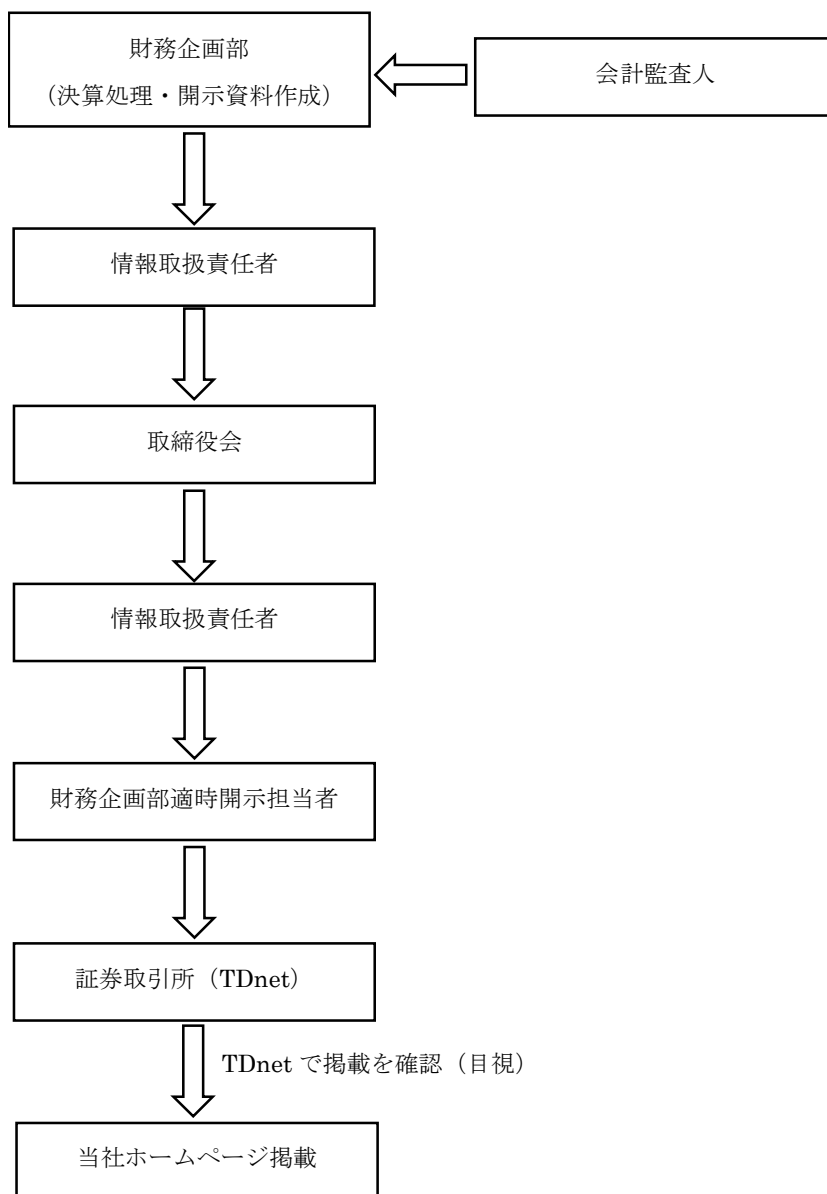 財務企画部
（決算処理・開示資料作成）
会計監査人
情報取扱責任者
取締役会
情報取扱責任者
財務企画部適時開示担当者
証券取引所（TDnet）
TDnet で掲載を確認（目視）
当社ホームページ掲載